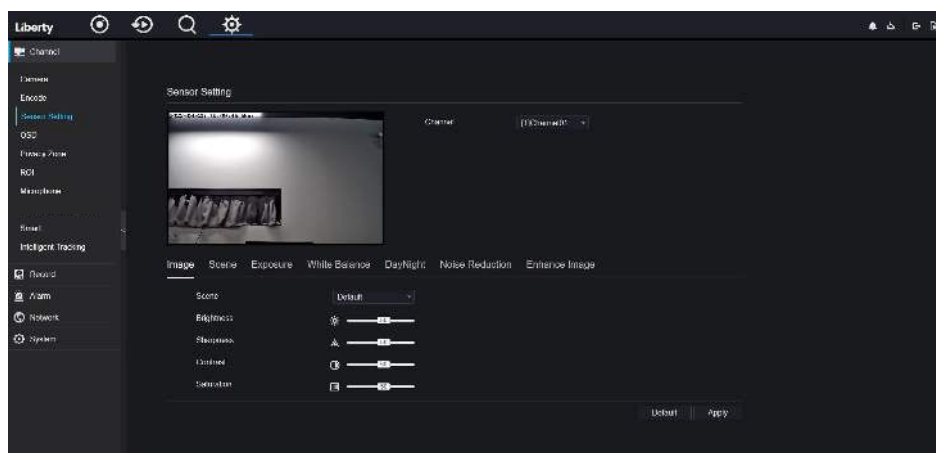 Liberty
Channel
Camera
Encode
Sensor Setting
OSD
Privacy Zone
ROI
Microphone
Smart
Intelligent Tracking
Record
Alarm
Network
System
Sensor Setting
Channel
[1]Channel01
Image Scene Exposure White Balance DayNight Noise Reduction Enhance Image
Scene Default
Brightness
Sharpness
Contrast
Saturation
Default Apply